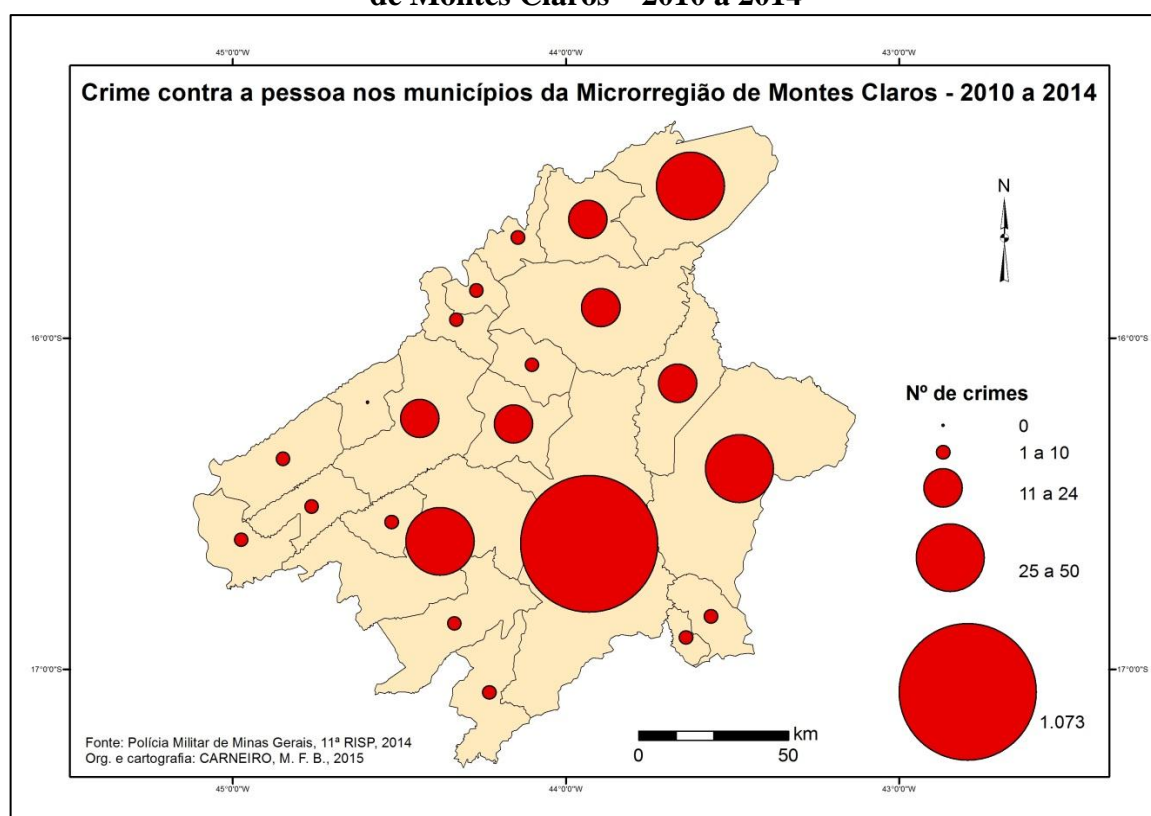 de Montes Claros – 2010 a 2014
45°0'0"W
44°0'0"W
43°0'0"W
Crime contra a pessoa nos municípios da Microrregião de Montes Claros - 2010 a 2014
N
16°0'0"S
16°0'0"S
Nº de crimes
0
1 a 10
11 a 24
25 a 50
1.073
17°0'0"S
17°0'0"S
Fonte: Polícia Militar de Minas Gerais, 11ª RISP, 2014
Org. e cartografia: CARNEIRO, M. F. B., 2015
km
0
50
45°0'0"W
44°0'0"W
43°0'0"W